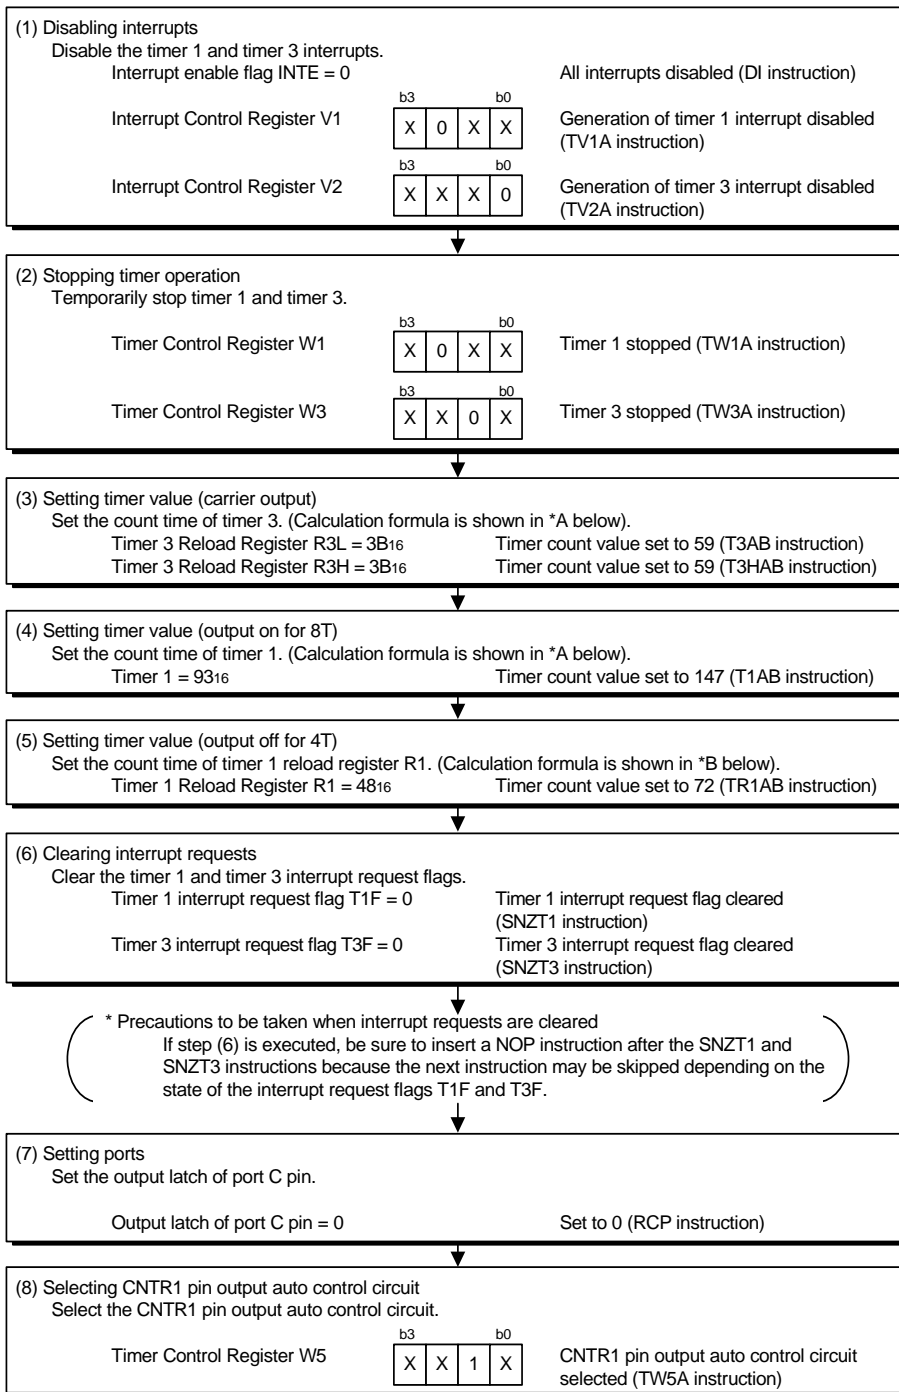 (1) Disabling interrupts
Disable the timer 1 and timer 3 interrupts.
Interrupt enable flag INTE = 0 All interrupts disabled (DI instruction)
b3 b0
Interrupt Control Register V1 X 0 X X Generation of timer 1 interrupt disabled
(TV1A instruction)
b3 b0
Interrupt Control Register V2 X X X 0 Generation of timer 3 interrupt disabled
(TV2A instruction)
(2) Stopping timer operation
Temporarily stop timer 1 and timer 3.
b3 b0
Timer Control Register W1 X 0 X X Timer 1 stopped (TW1A instruction)
b3 b0
Timer Control Register W3 X X 0 X Timer 3 stopped (TW3A instruction)
(3) Setting timer value (carrier output)
Set the count time of timer 3. (Calculation formula is shown in *A below).
Timer 3 Reload Register R3L = 3B16 Timer count value set to 59 (T3AB instruction)
Timer 3 Reload Register R3H = 3B16 Timer count value set to 59 (T3HAB instruction)
(4) Setting timer value (output on for 8T)
Set the count time of timer 1. (Calculation formula is shown in *A below).
Timer 1 = 9316 Timer count value set to 147 (T1AB instruction)
(5) Setting timer value (output off for 4T)
Set the count time of timer 1 reload register R1. (Calculation formula is shown in *B below).
Timer 1 Reload Register R1 = 4816 Timer count value set to 72 (TR1AB instruction)
(6) Clearing interrupt requests
Clear the timer 1 and timer 3 interrupt request flags.
Timer 1 interrupt request flag T1F = 0 Timer 1 interrupt request flag cleared
(SNZT1 instruction)
Timer 3 interrupt request flag T3F = 0 Timer 3 interrupt request flag cleared
(SNZT3 instruction)
* Precautions to be taken when interrupt requests are cleared
If step (6) is executed, be sure to insert a NOP instruction after the SNZT1 and
SNZT3 instructions because the next instruction may be skipped depending on the
state of the interrupt request flags T1F and T3F.
(7) Setting ports
Set the output latch of port C pin.
Output latch of port C pin = 0 Set to 0 (RCP instruction)
(8) Selecting CNTR1 pin output auto control circuit
Select the CNTR1 pin output auto control circuit.
b3 b0
Timer Control Register W5 X X 1 X CNTR1 pin output auto control circuit
selected (TW5A instruction)